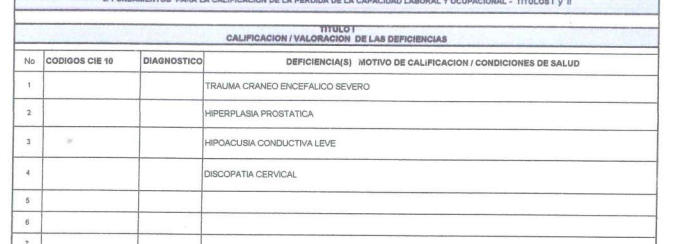 FUNDAMENTOS PARA LA CALIFICACION DE LA PERDIDA DE LA CAPACIDAD LABORAL Y OCUPACIONAL - TITULOS I y II
TITULO I
CALIFICACION / VALORACION DE LAS DEFICIENCIAS
No CODIGOS CIE 10 DIAGNOSTICO DEFICIENCIA(S) MOTIVO DE CALIFICACION / CONDICIONES DE SALUD
1 TRAUMA CRANEO ENCEFALICO SEVERO
2 HIPERPLASIA PROSTATICA
3 HIPOACUSIA CONDUCTIVA LEVE
4 DISCOPATIA CERVICAL
5
6